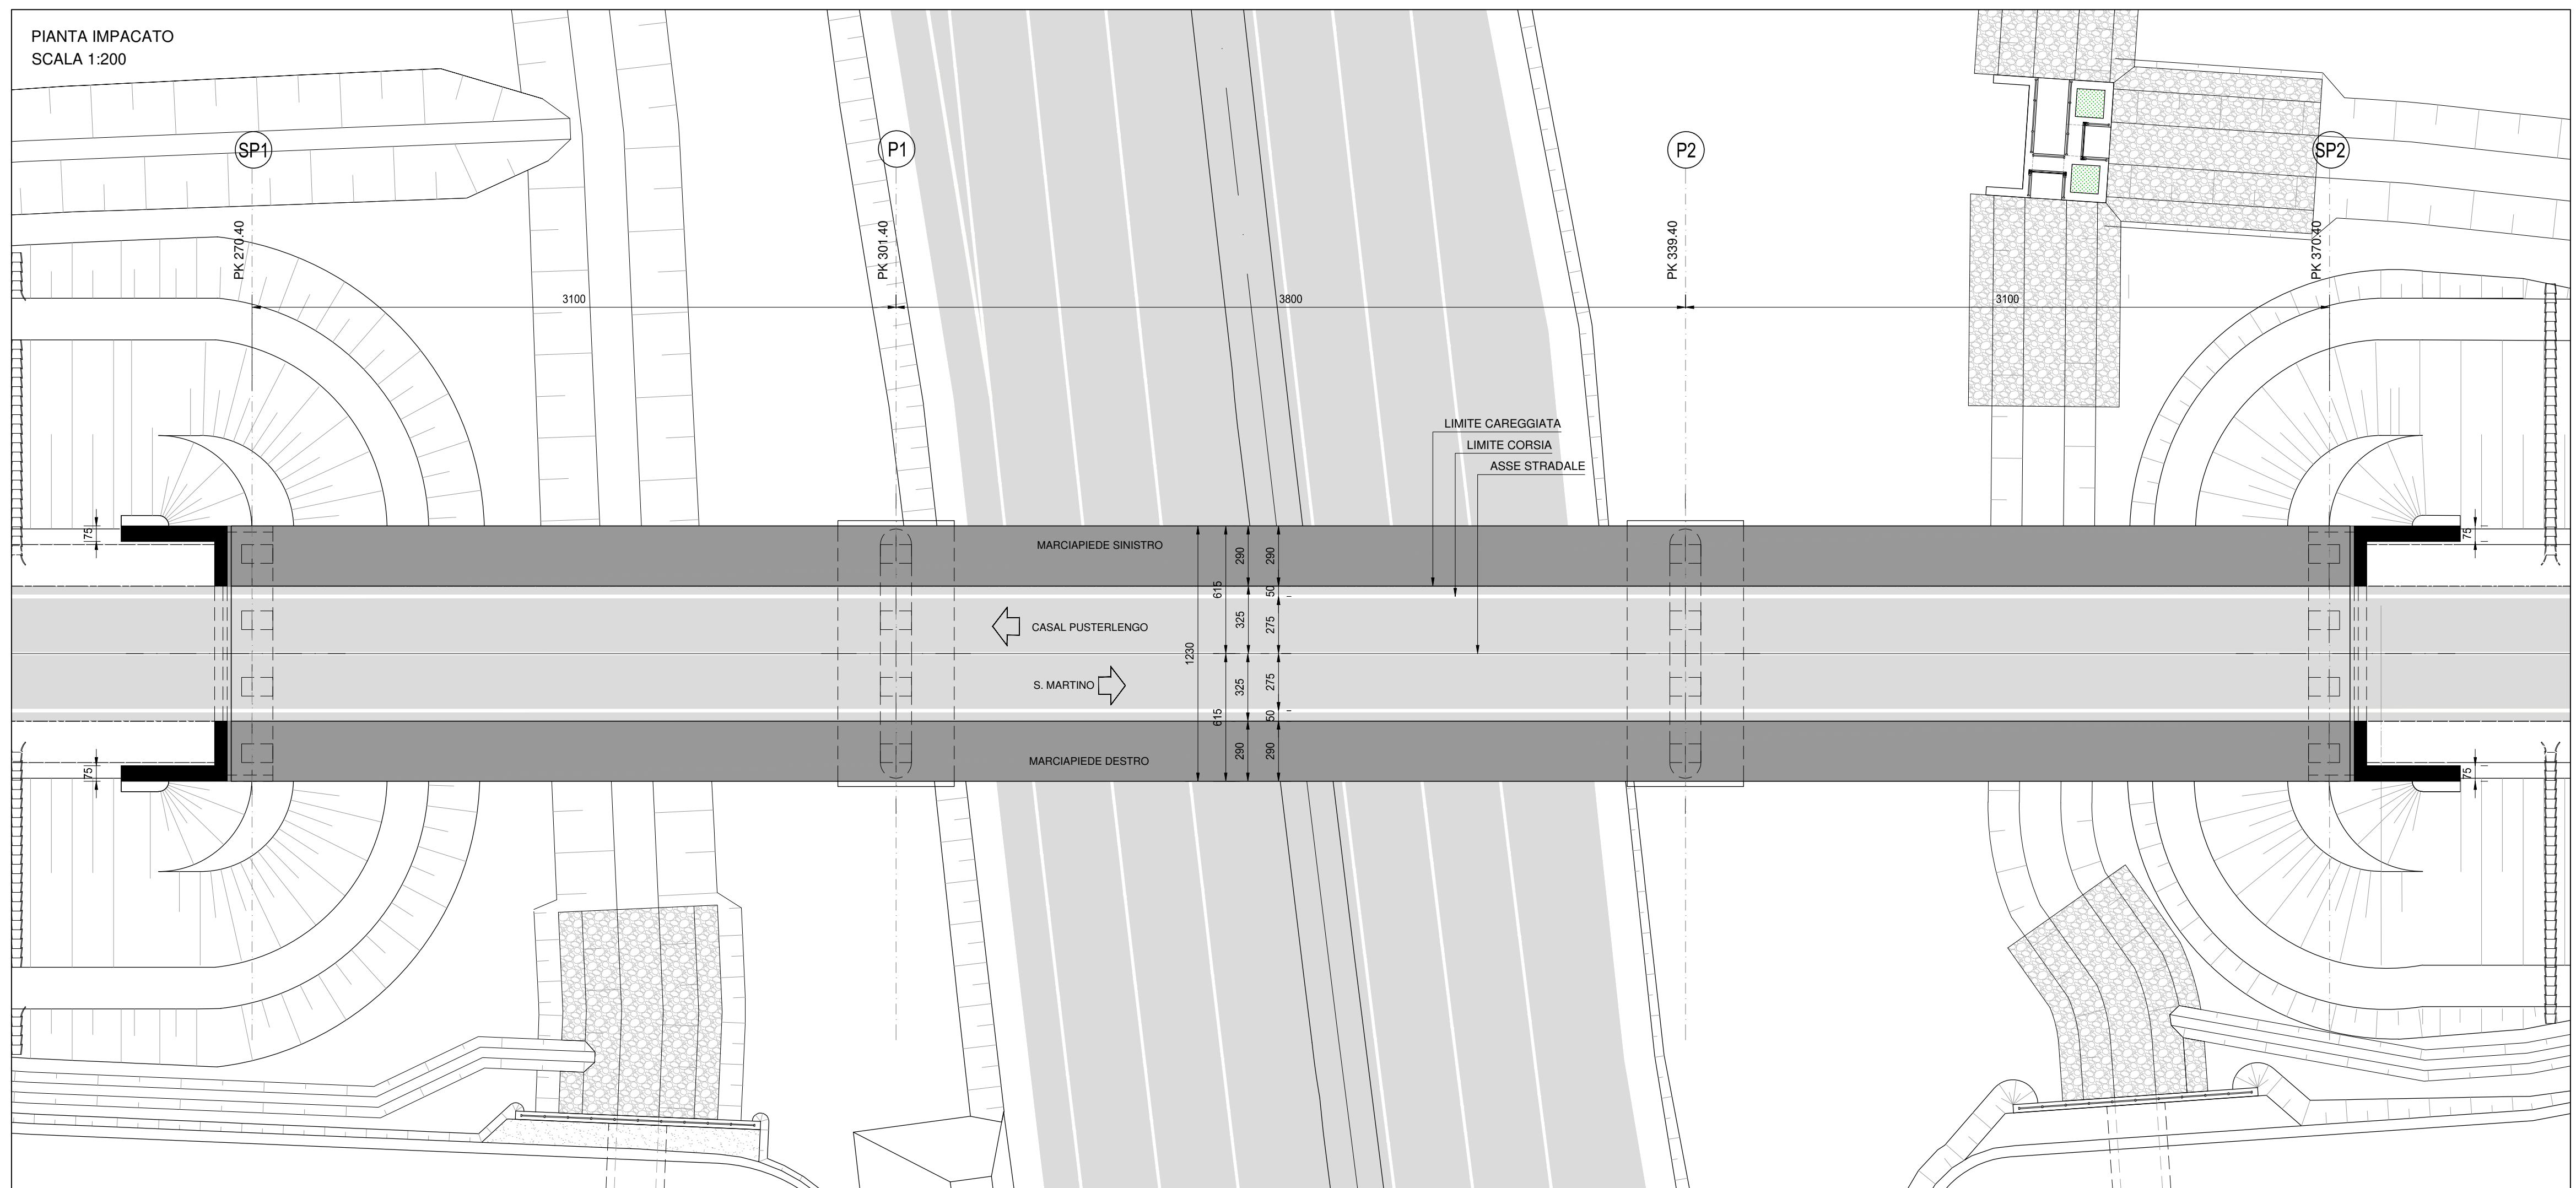 PIANTA IMPACATO
SCALA 1:200
SP1
P1
P2
SP2
PK 270.40
PK 301.40
PK 339.40
PK 370.40
3100
3800
3100
LIMITE CAREGGIATA
LIMITE CORSIA
ASSE STRADALE
75
75
MARCIAPIEDE SINISTRO
290
290
615
50
325
275
CASAL PUSTERLENGO
1230
S. MARTINO
325
275
615
50
290
290
MARCIAPIEDE DESTRO
75
75